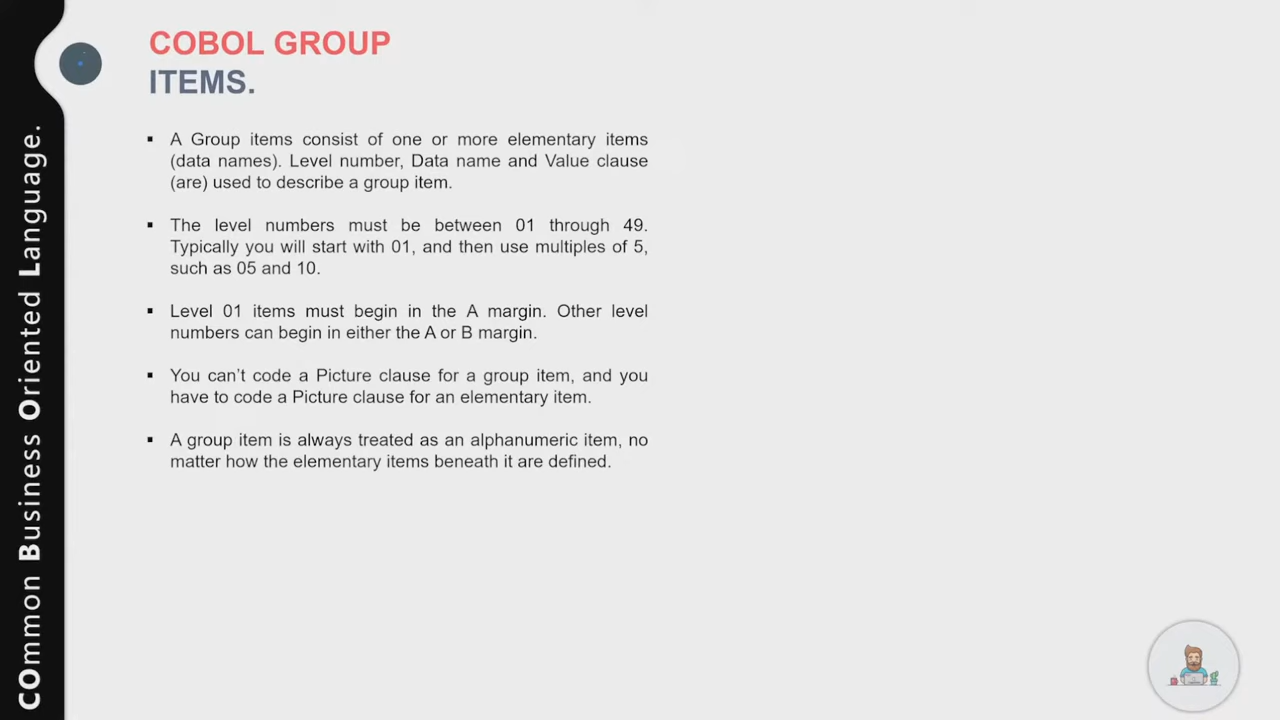 COBOL GROUP
ITEMS.
▪ A Group items consist of one or more elementary items
(data names). Level number, Data name and Value clause
(are) used to describe a group item.
▪ The level numbers must be between 01 through 49.
Typically you will start with 01, and then use multiples of 5,
such as 05 and 10.
▪ Level 01 items must begin in the A margin. Other level
numbers can begin in either the A or B margin.
▪ You can’t code a Picture clause for a group item, and you
have to code a Picture clause for an elementary item.
▪ A group item is always treated as an alphanumeric item, no
matter how the elementary items beneath it are defined.
COmmon Business Oriented Language.